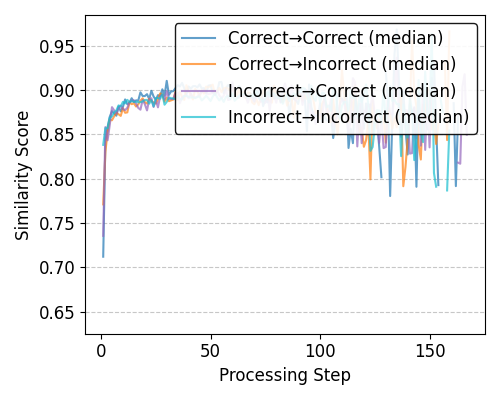 Correct→Correct (median)
Correct→Incorrect (median)
Incorrect→Correct (median)
Incorrect→Incorrect (median)
Similarity Score
0.95
0.90
0.85
0.80
0.75
0.70
0.65
0
50
100
150
Processing Step